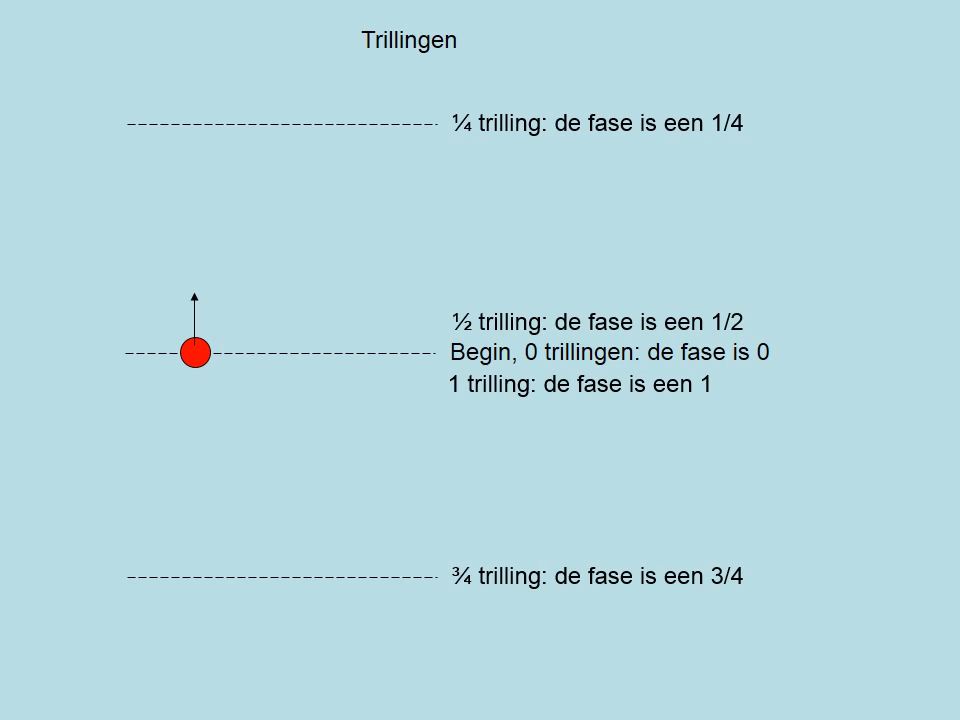 Trillingen
¼ trilling: de fase is een 1/4
½ trilling: de fase is een 1/2
Begin, 0 trillingen: de fase is 0
1 trilling: de fase is een 1
¾ trilling: de fase is een 3/4